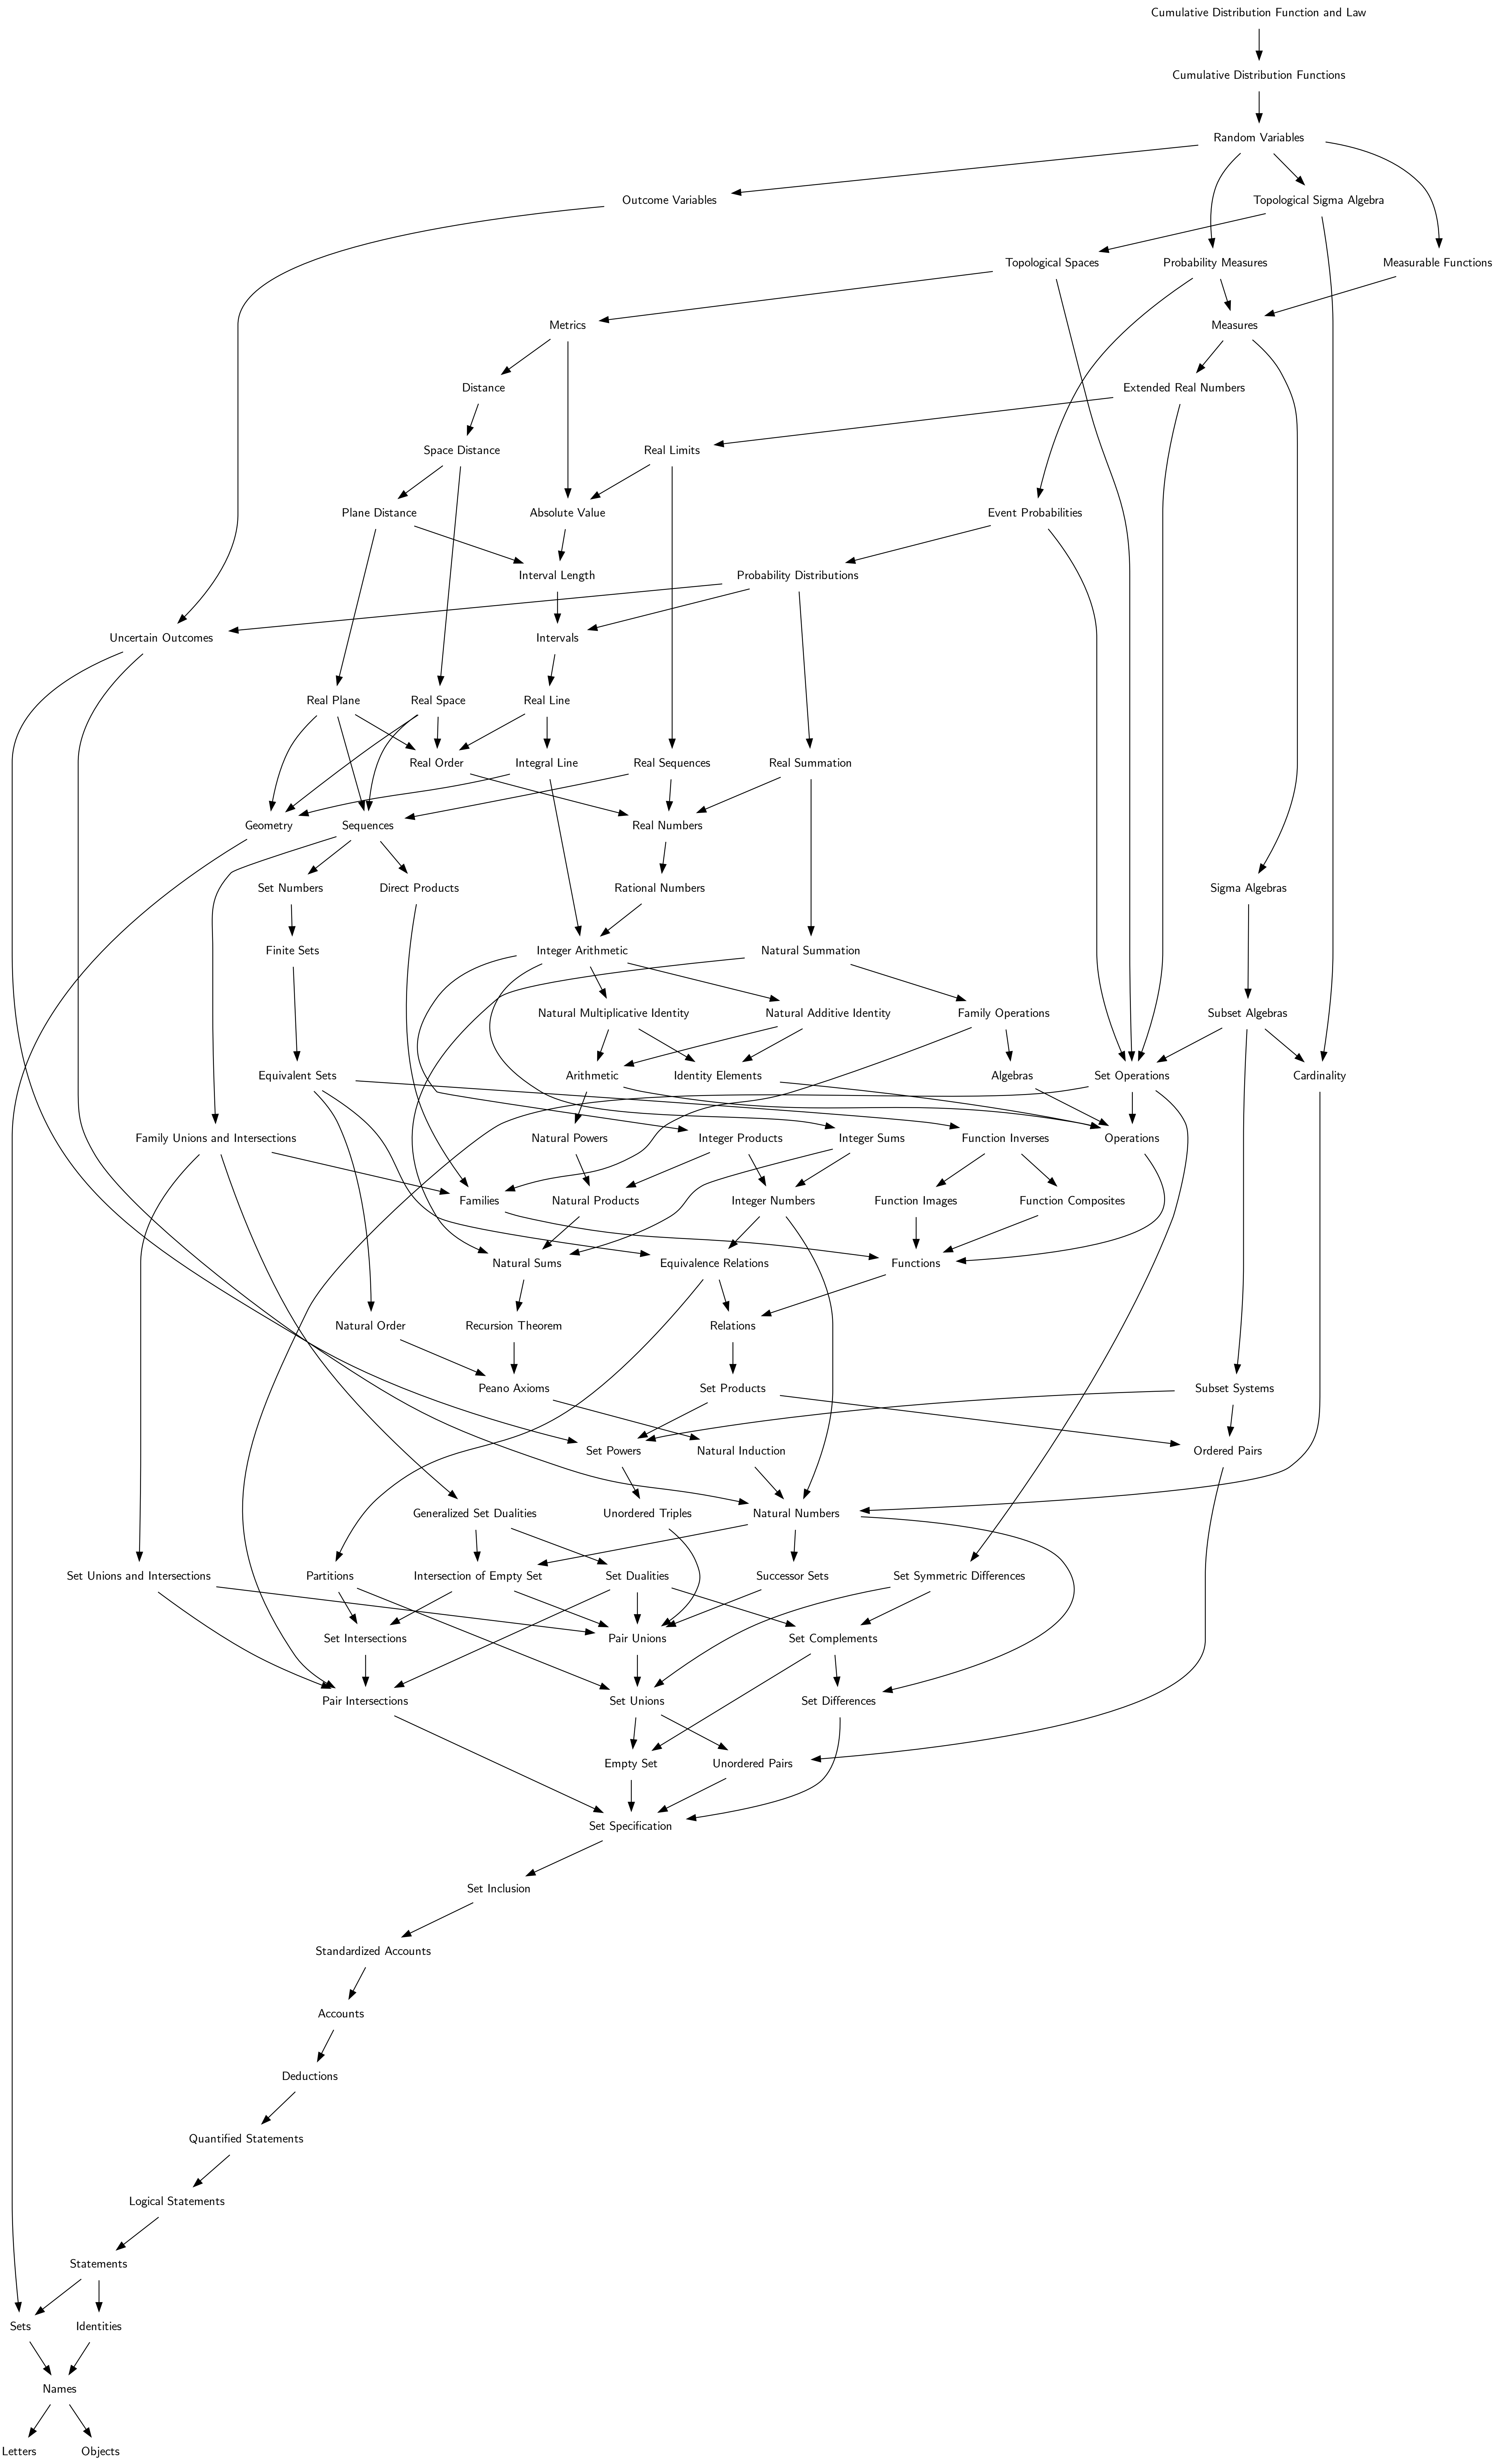 Cumulative Distribution Function and Law
Cumulative Distribution Functions
Random Variables
Outcome Variables
Topological Sigma Algebra
Topological Spaces
Probability Measures
Measurable Functions
Metrics
Measures
Distance
Extended Real Numbers
Space Distance
Real Limits
Plane Distance
Absolute Value
Event Probabilities
Interval Length
Probability Distributions
Uncertain Outcomes
Intervals
Real Plane
Real Space
Real Line
Real Order
Integral Line
Real Sequences
Real Summation
Geometry
Sequences
Real Numbers
Set Numbers
Direct Products
Rational Numbers
Sigma Algebras
Finite Sets
Integer Arithmetic
Natural Summation
Natural Multiplicative Identity
Natural Additive Identity
Family Operations
Subset Algebras
Equivalent Sets
Arithmetic
Identity Elements
Algebras
Set Operations
Cardinality
Family Unions and Intersections
Natural Powers
Integer Products
Integer Sums
Function Inverses
Operations
Families
Natural Products
Integer Numbers
Function Images
Function Composites
Natural Sums
Equivalence Relations
Functions
Natural Order
Recursion Theorem
Relations
Peano Axioms
Set Products
Subset Systems
Set Powers
Natural Induction
Ordered Pairs
Generalized Set Dualities
Unordered Triples
Natural Numbers
Set Unions and Intersections
Partitions
Intersection of Empty Set
Set Dualities
Successor Sets
Set Symmetric Differences
Set Intersections
Pair Unions
Set Complements
Pair Intersections
Set Unions
Set Differences
Empty Set
Unordered Pairs
Set Specification
Set Inclusion
Standardized Accounts
Accounts
Deductions
Quantified Statements
Logical Statements
Statements
Sets
Identities
Names
Letters
Objects